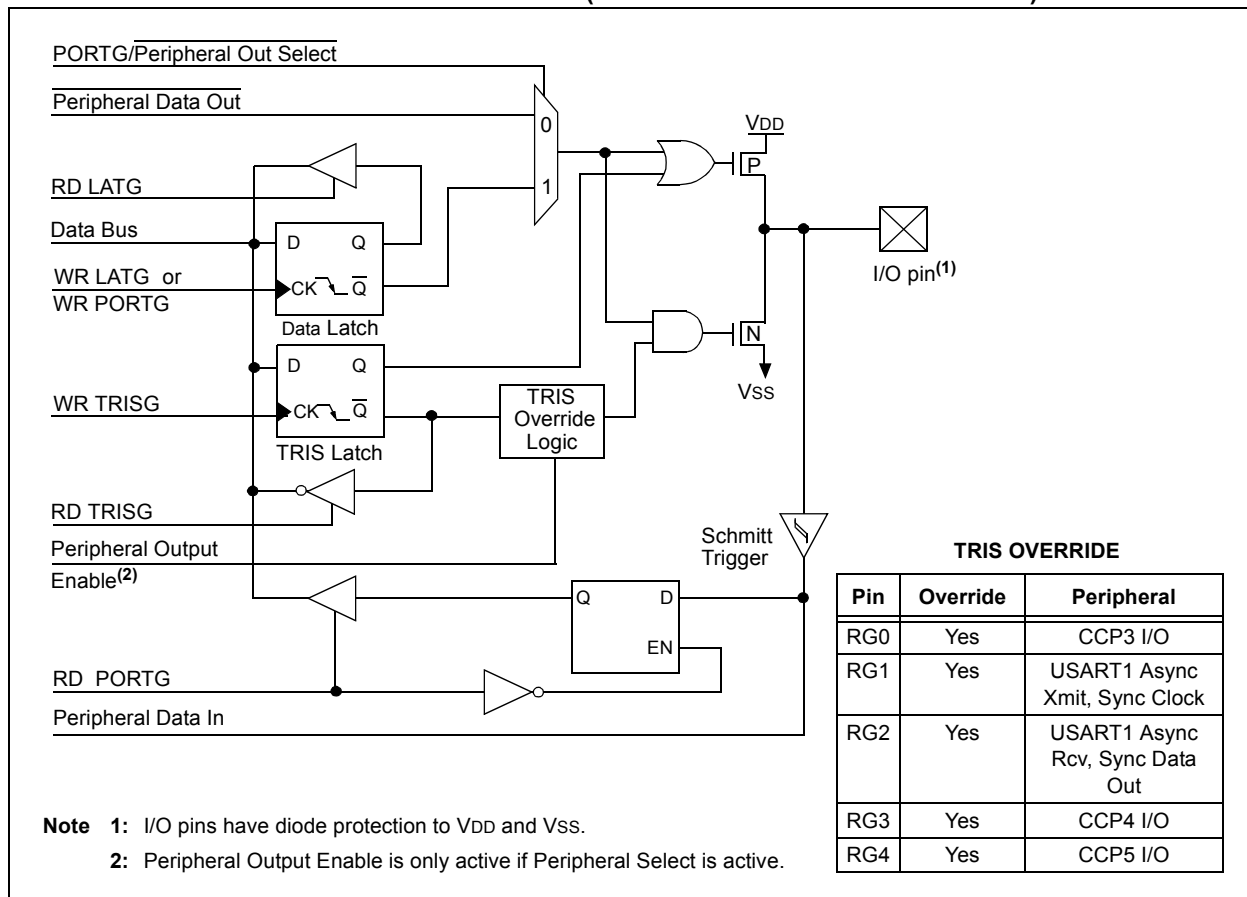 PORTG/Peripheral Out Select
Peripheral Data Out
0
1
VDD
P
RD LATG
Data Bus
D Q
WR LATG or
WR PORTG
CK Q
Data Latch
I/O pin(1)
N
VSS
D Q
WR TRISG
CK Q
TRIS Latch
TRIS
Override
Logic
RD TRISG
Peripheral Output
Enable(2)
Schmitt
Trigger
Q D
EN
RD PORTG
Peripheral Data In
TRIS OVERRIDE
Pin Override Peripheral
RG0 Yes CCP3 I/O
RG1 Yes USART1 Async
Xmit, Sync Clock
RG2 Yes USART1 Async
Rcv, Sync Data
Out
RG3 Yes CCP4 I/O
RG4 Yes CCP5 I/O
Note 1: I/O pins have diode protection to VDD and VSS.
2: Peripheral Output Enable is only active if Peripheral Select is active.